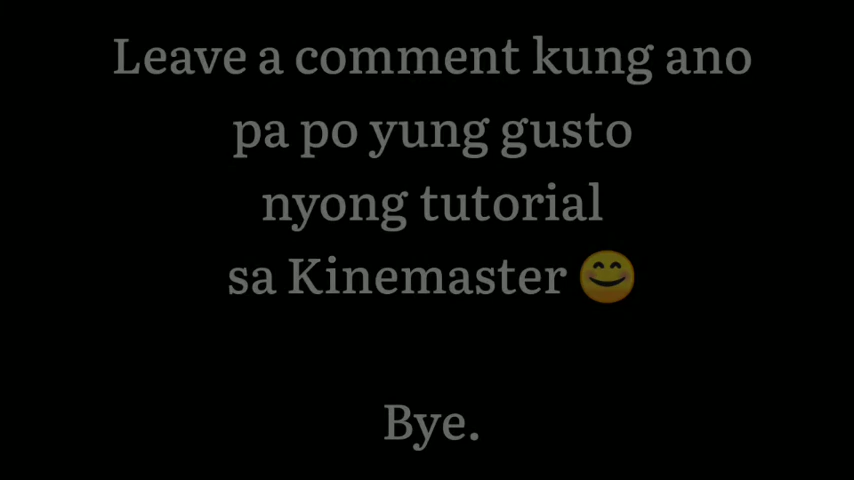 Leave a comment kung ano
pa po yung gusto
nyong tutorial
sa Kinemaster 😊
Bye.